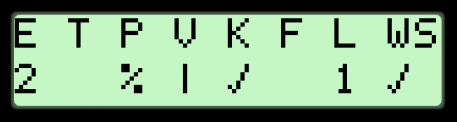 E T P V K F L WS
2 % | √ 1 √